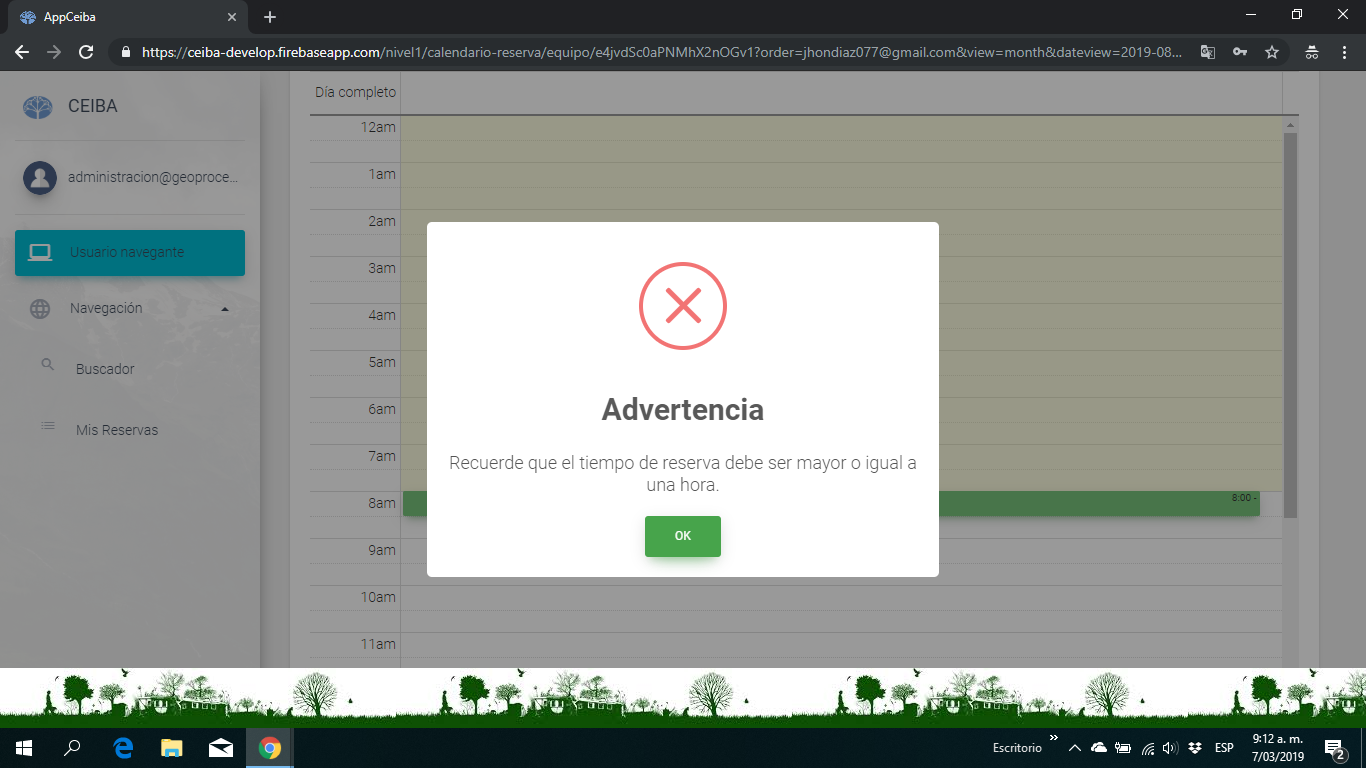 AppCeiba
https://ceiba-develop.firebaseapp.com/nivel1/calendario-reserva/equipo/e4jvdSc0aPNMhX2nOGv1?order=jhondiaz077@gmail.com&view=month&dateview=2019-08...
CEIBA
administracion@geoproce...
Usuario navegante
Navegación
Buscador
Mis Reservas
Día completo
12am
1am
2am
3am
4am
5am
6am
7am
8am
8:00 -
9am
10am
11am
Advertencia
Recuerde que el tiempo de reserva debe ser mayor o igual a
una hora.
OK
Escritorio
ESP
9:12 a. m.
7/03/2019
2